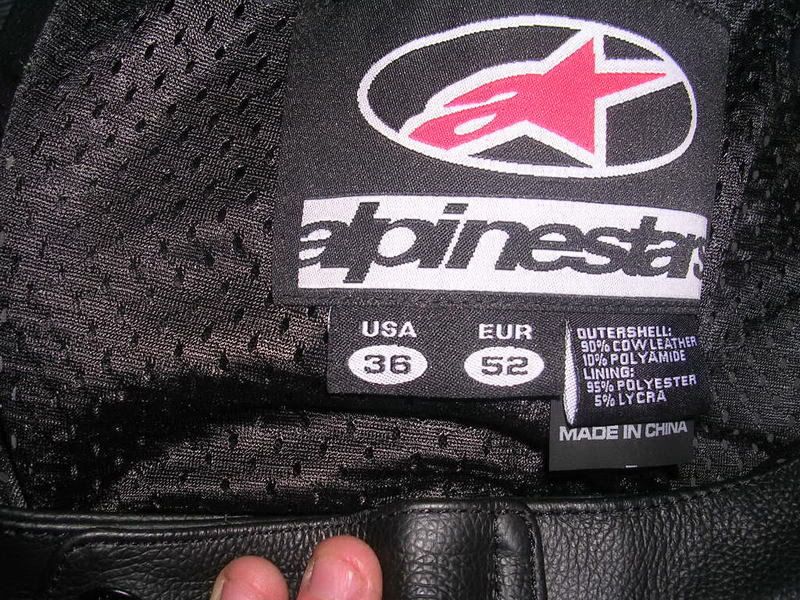 alpinestars
USA EUR
36 52
OUTERSHELL:
90% COW LEATHER
10% POLYAMIDE
LINING:
95% POLYESTER
5% LYCRA
MADE IN CHINA